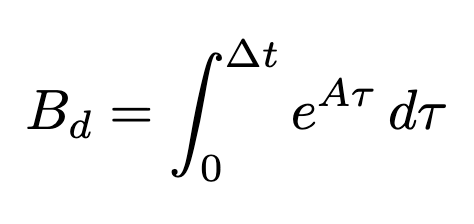 $$B_d = \int_0^{\Delta t} e^{A\tau} \, d\tau$$